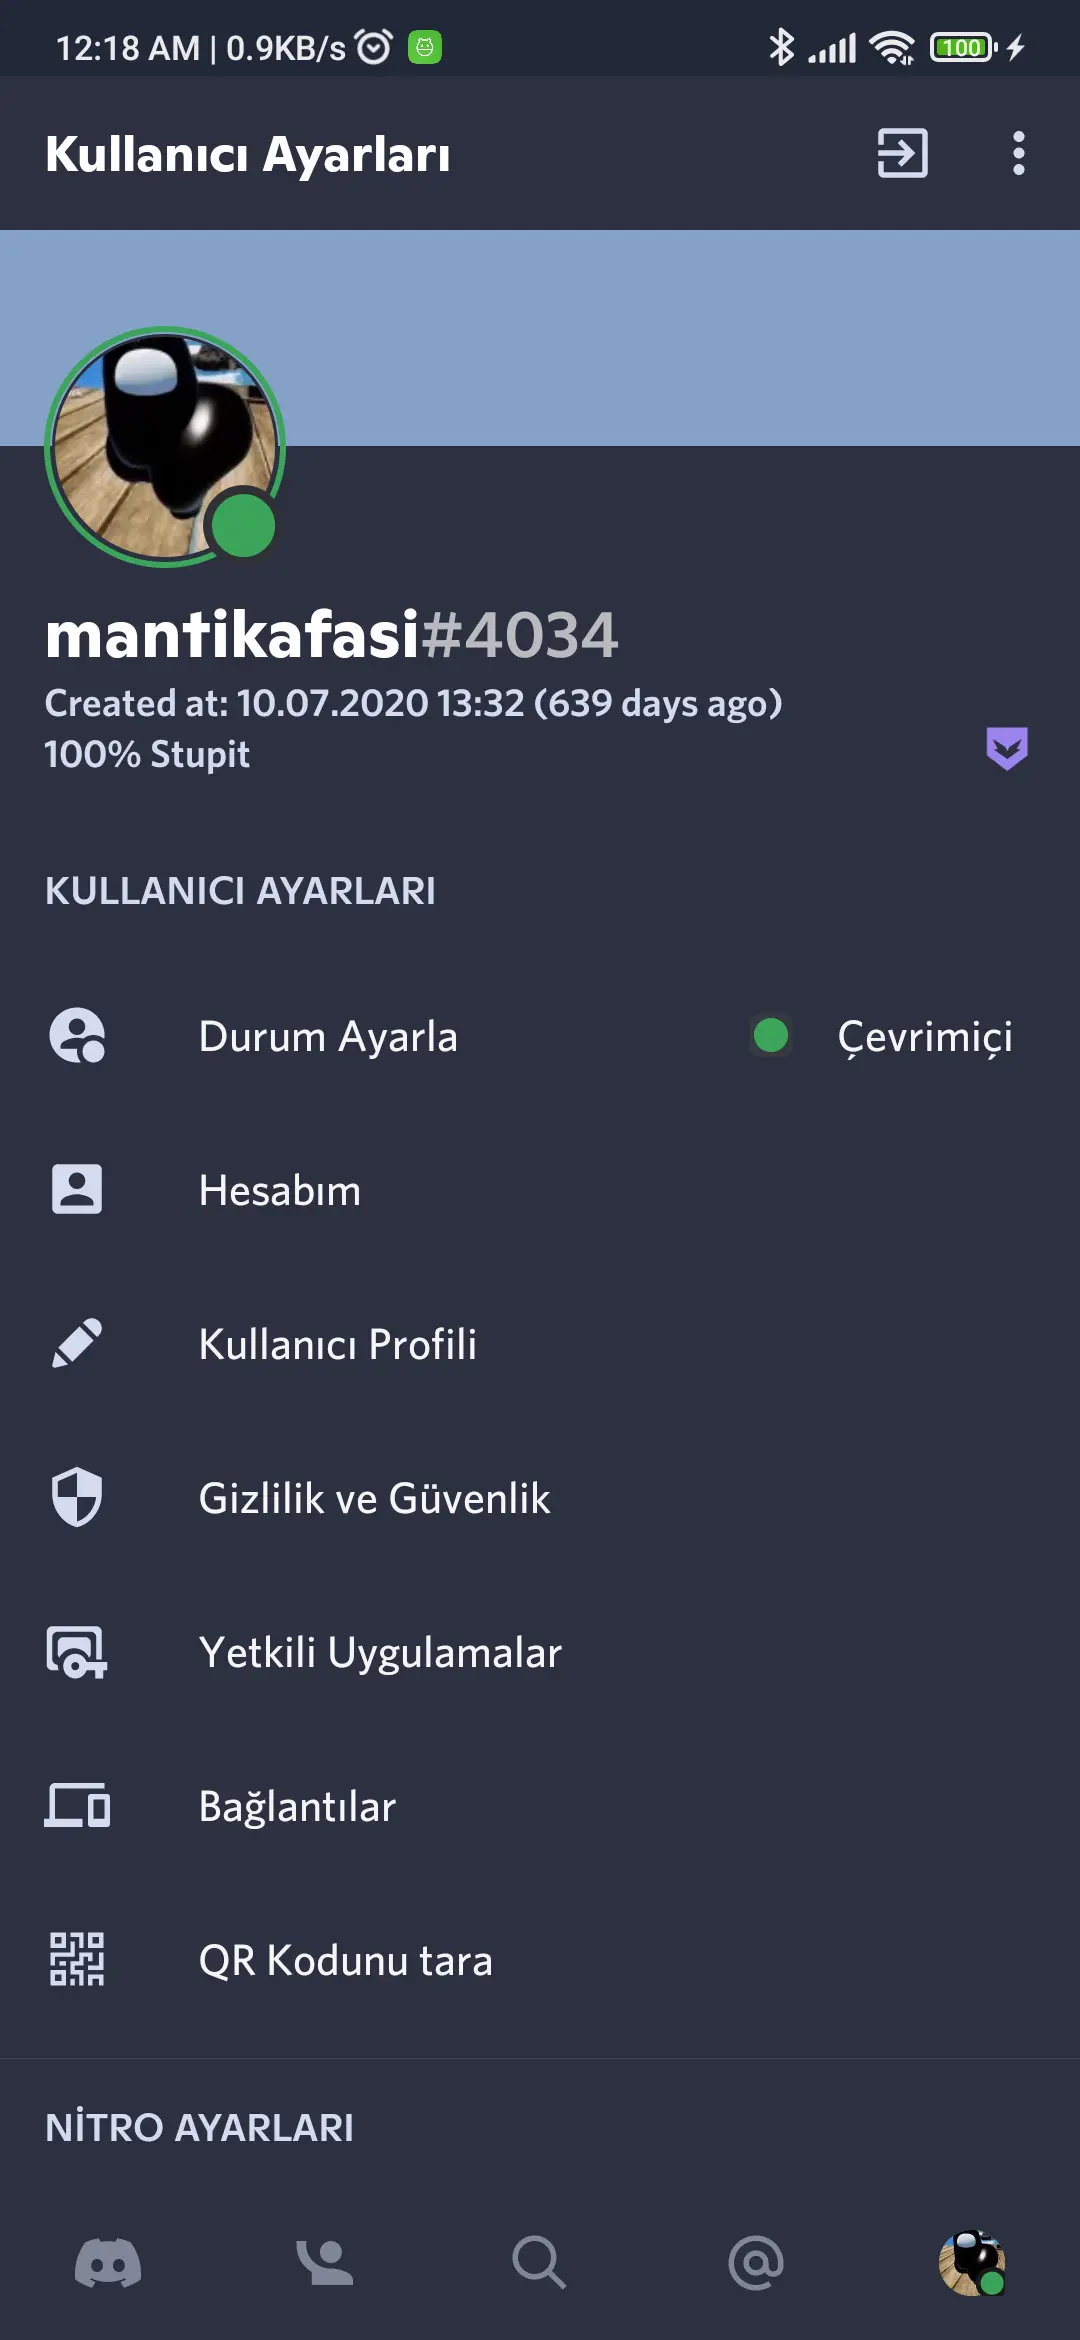 12:18 AM | 0.9KB/s 100
Kullanıcı Ayarları
mantikafasi#4034
Created at: 10.07.2020 13:32 (639 days ago)
100% Stupit
KULLANICI AYARLARI
Durum Ayarla Çevrimiçi
Hesabım
Kullanıcı Profili
Gizlilik ve Güvenlik
Yetkili Uygulamalar
Bağlantılar
QR Kodunu tara
NİTRO AYARLARI